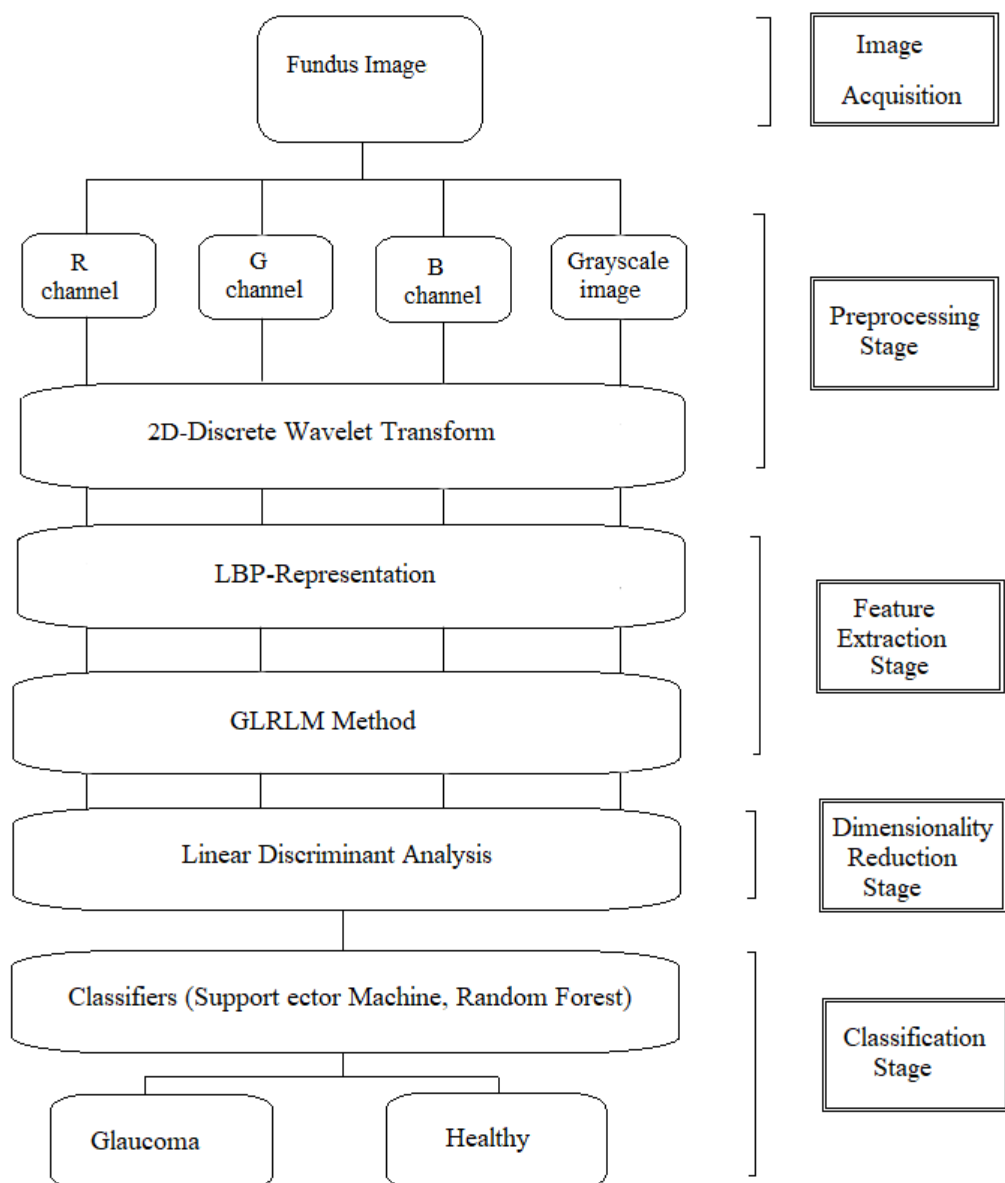 Fundus Image
Image
Acquisition
R
channel
G
channel
B
channel
Grayscale
image
Preprocessing
Stage
2D-Discrete Wavelet Transform
LBP-Representation
Feature
Extraction
Stage
GLRLM Method
Linear Discriminant Analysis
Dimensionality
Reduction
Stage
Classifiers (Support ector Machine, Random Forest)
Classification
Stage
Glaucoma
Healthy